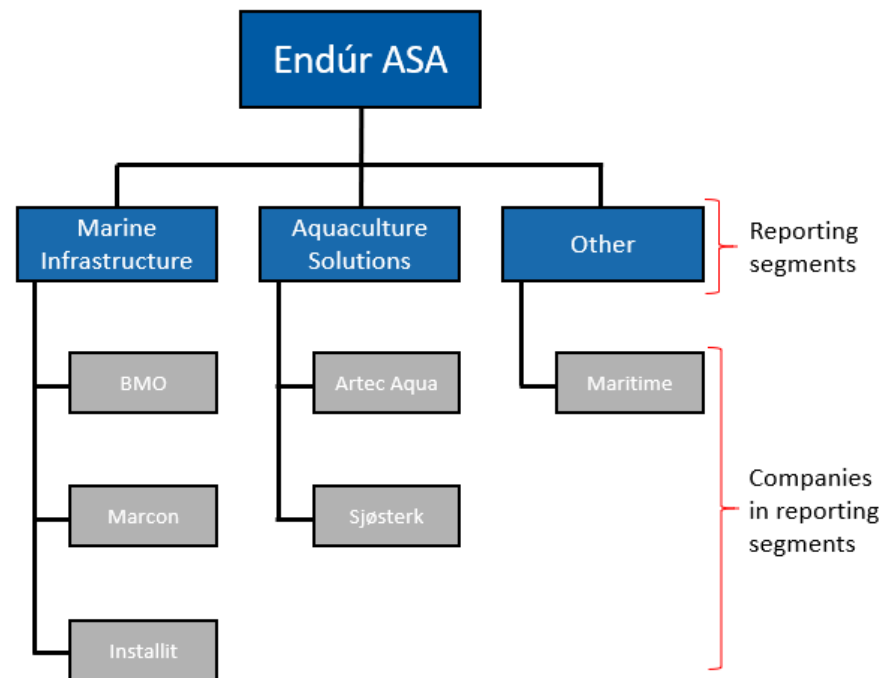 Endúr ASA
Marine
Infrastructure
Aquaculture
Solutions
Other
Reporting
segments
BMO
Artec Aqua
Maritime
Marcon
Sjøsterk
Companies
in reporting
segments
Installit